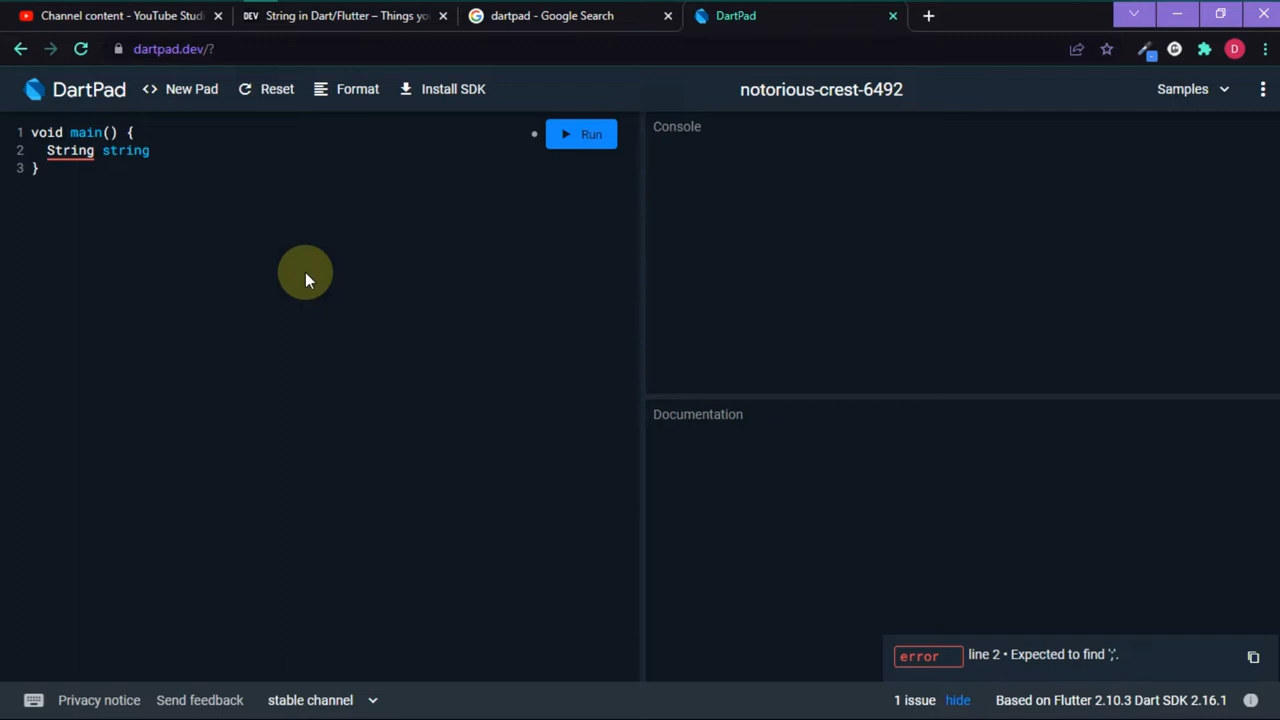 Channel content - YouTube Studi
DEV String in Dart/Flutter – Things yo
dartpad - Google Search
DartPad
dartpad.dev/?
D
DartPad
<> New Pad
Reset
Format
Install SDK
notorious-crest-6492
Samples
1 void main() {
2 String string
3 }
Run
Console
Documentation
error line 2 • Expected to find ';'.
Privacy notice
Send feedback
stable channel
1 issue hide
Based on Flutter 2.10.3 Dart SDK 2.16.1